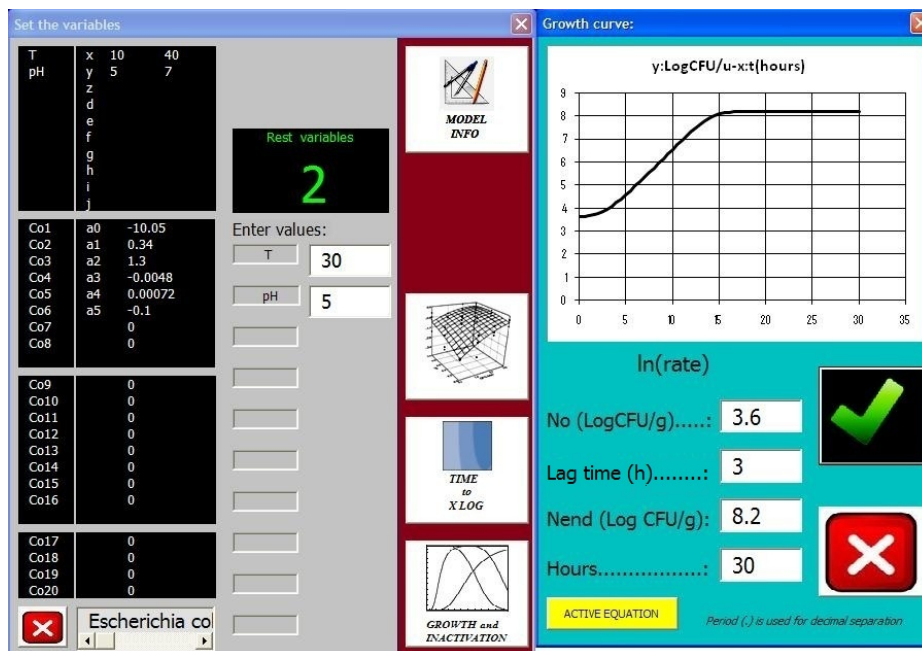 Set the variables
T x 10 40
pH y 5 7
z
d
e
f
g
h
i
j
Co1 a0 -10.05
Co2 a1 0.34
Co3 a2 1.3
Co4 a3 -0.0048
Co5 a4 0.00072
Co6 a5 -0.1
Co7 0
Co8 0
Co9 0
Co10 0
Co11 0
Co12 0
Co13 0
Co14 0
Co15 0
Co16 0
Co17 0
Co18 0
Co19 0
Co20 0
Escherichia col
Rest variables
2
Enter values:
T 30
pH 5
MODEL
INFO
TIME
to
X LOG
GROWTH and
INACTIVATION
Growth curve:
y:LogCFU/u-x:t(hours)
9
8
7
6
5
4
3
2
1
0
0 5 10 15 20 25 30 35
ln(rate)
No (LogCFU/g).....: 3.6
Lag time (h)........: 3
Nend (Log CFU/g): 8.2
Hours.................: 30
ACTIVE EQUATION
Period (.) is used for decimal separation